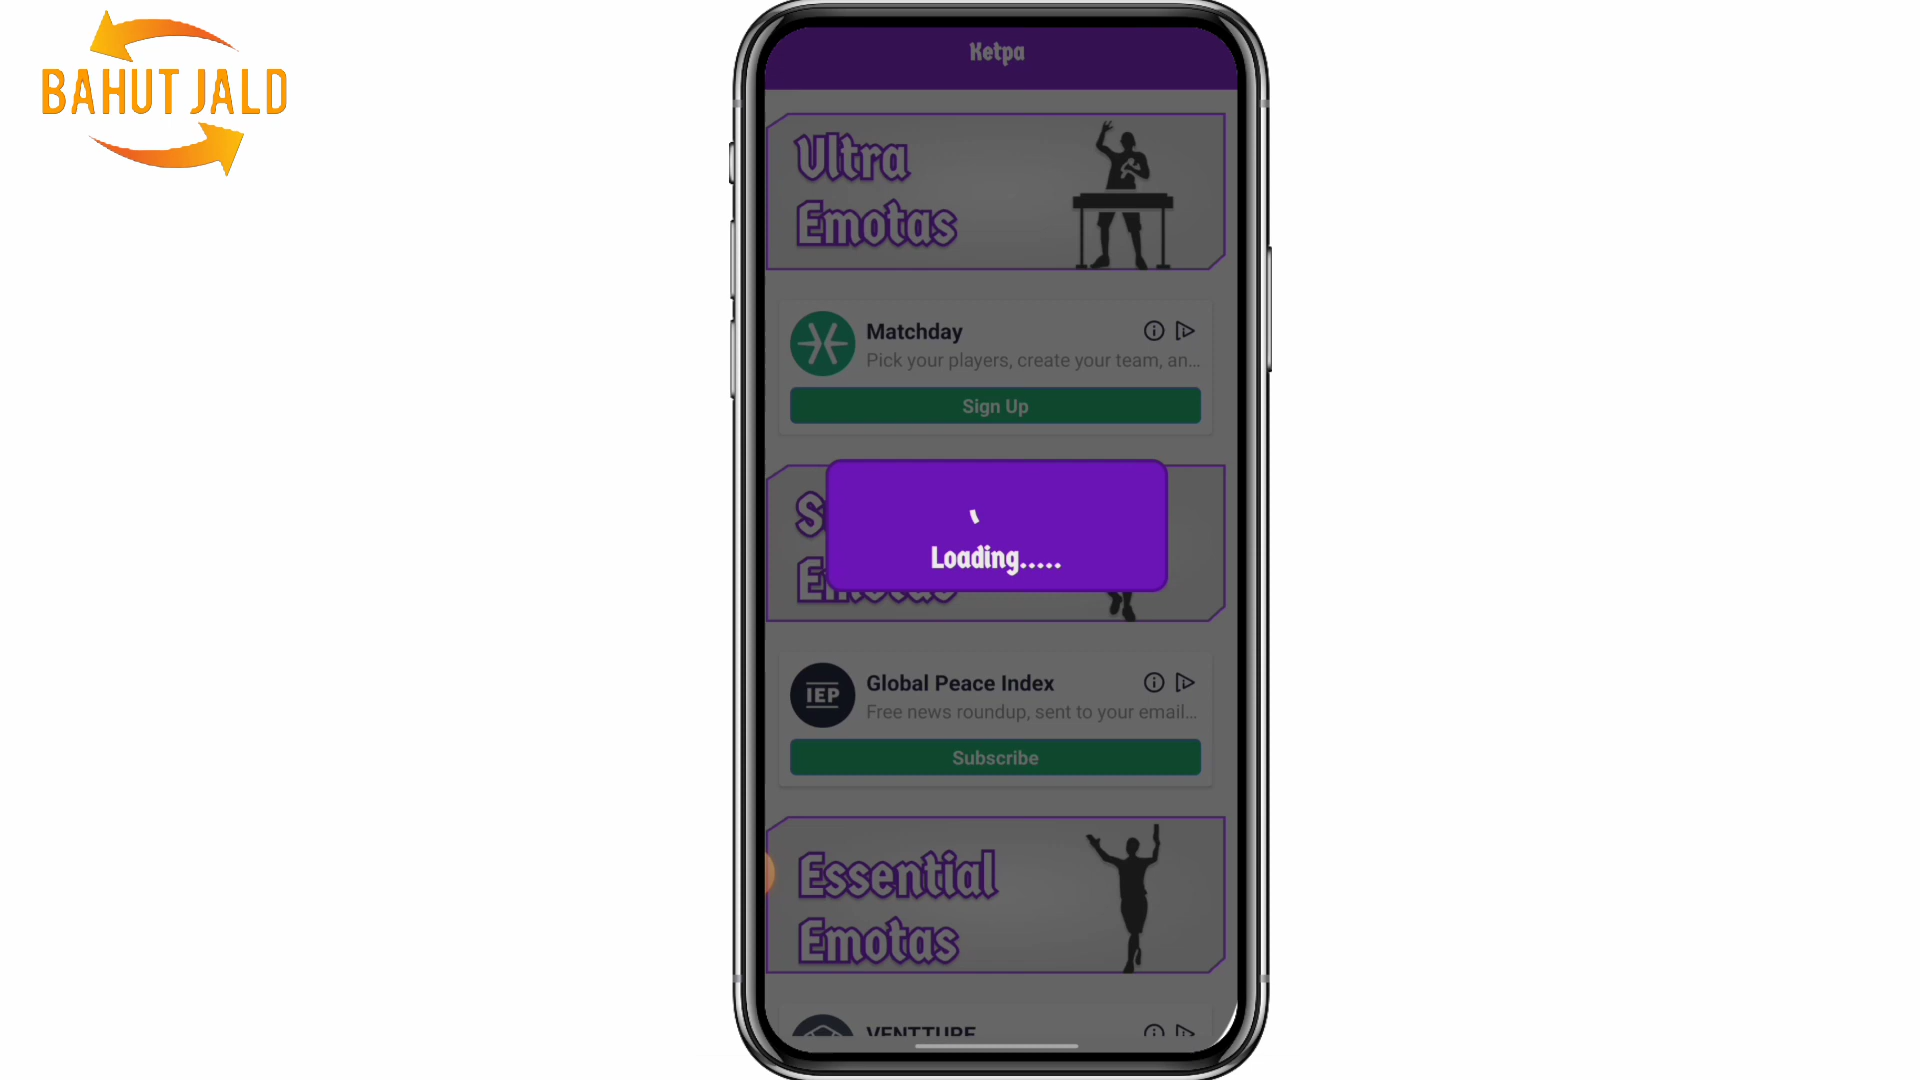 BAHUT JALD
Ketpa
Ultra
Emotas
Matchday
Pick your players, create your team, an...
Sign Up
Loading.....
IEP
Global Peace Index
Free news roundup, sent to your email...
Subscribe
Essential
Emotas
VENTTURE